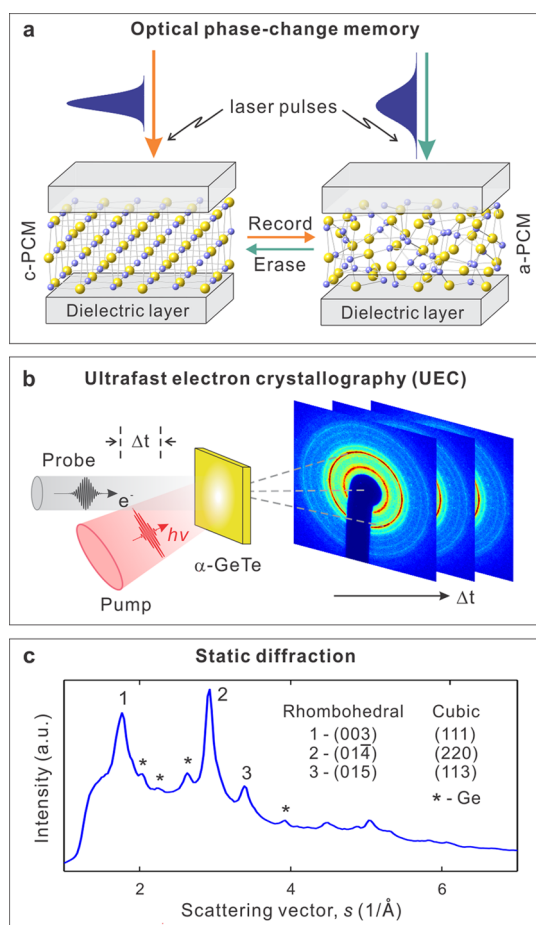 a Optical phase-change memory
laser pulses
c-PCM
Record
Erase
a-PCM
Dielectric layer
Dielectric layer
b Ultrafast electron crystallography (UEC)
Δt
Probe
e⁻
hν
α-GeTe
Pump
Δt
c Static diffraction
1
2
3
*
*
*
*
Rhombohedral Cubic
1 - (003) (111)
2 - (014̄) (220)
3 - (015) (113)
* - Ge
Intensity (a.u.)
2 4 6
Scattering vector, s (1/Å)